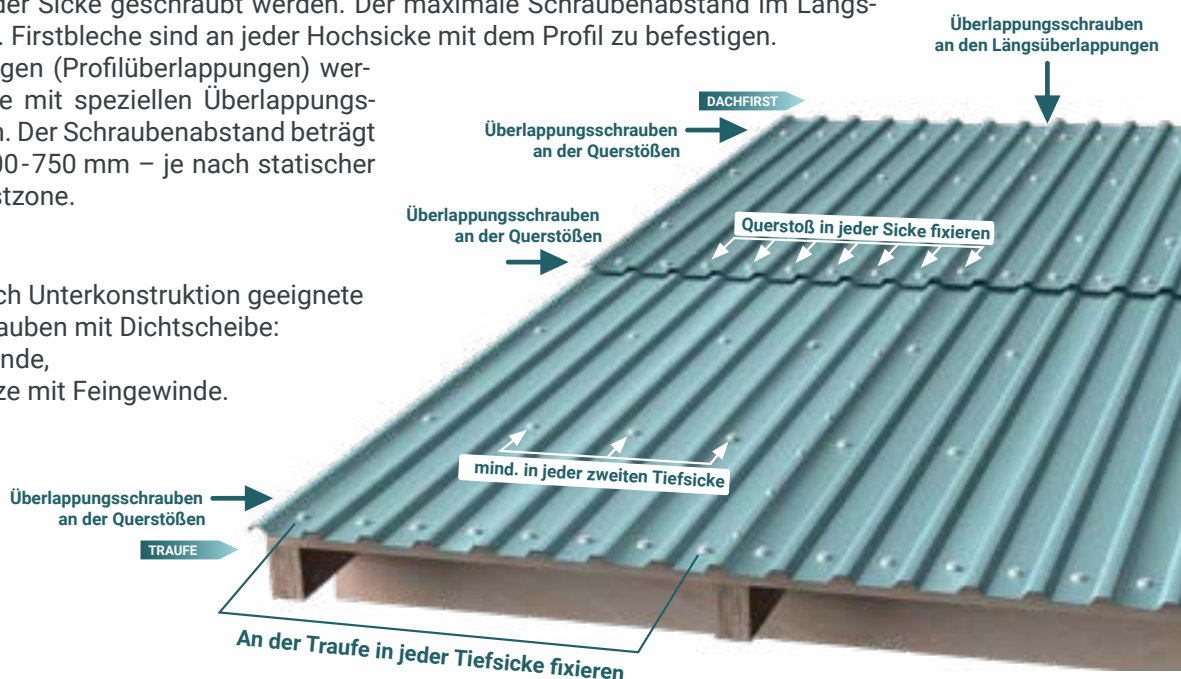 der Sicke geschraubt werden. Der maximale Schraubenabstand im Längs-
. Firstbleche sind an jeder Hochsicke mit dem Profil zu befestigen.
gen (Profilüberlappungen) wer-
e mit speziellen Überlappungs-
n. Der Schraubenabstand beträgt
00-750 mm – je nach statischer
stzone.
ch Unterkonstruktion geeignete
auben mit Dichtscheibe:
nde,
ze mit Feingewinde.
Überlappungsschrauben
an den Längsüberlappungen
DACHFIRST
Überlappungsschrauben
an der Querstößen
Überlappungsschrauben
an der Querstößen
Querstoß in jeder Sicke fixieren
mind. in jeder zweiten Tiefsicke
Überlappungsschrauben
an der Querstößen
TRAUFE
An der Traufe in jeder Tiefsicke fixieren